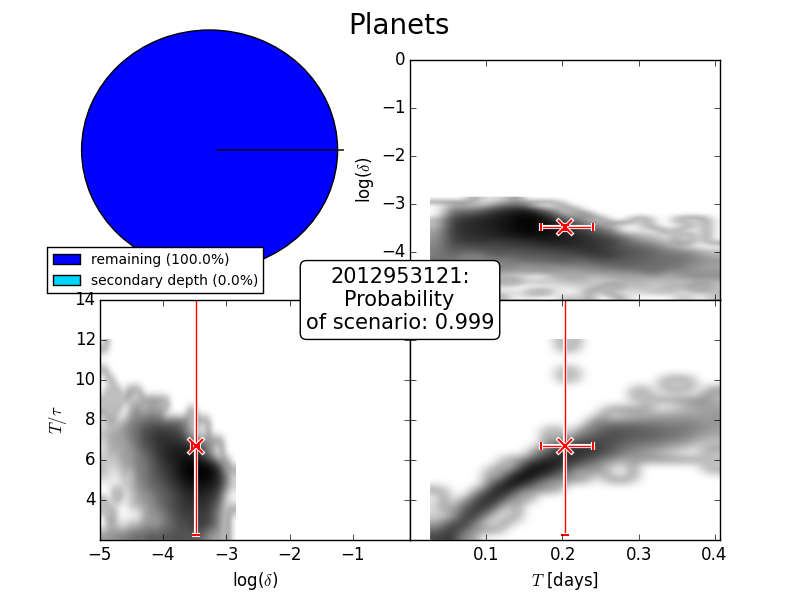 Planets
remaining (100.0%)
secondary depth (0.0%)
log(δ)
0
−1
−2
−3
−4
2012953121:
Probability
of scenario: 0.999
T/τ
14
12
10
8
6
4
−5
−4
−3
−2
−1
log(δ)
0.1
0.2
0.3
0.4
T [days]